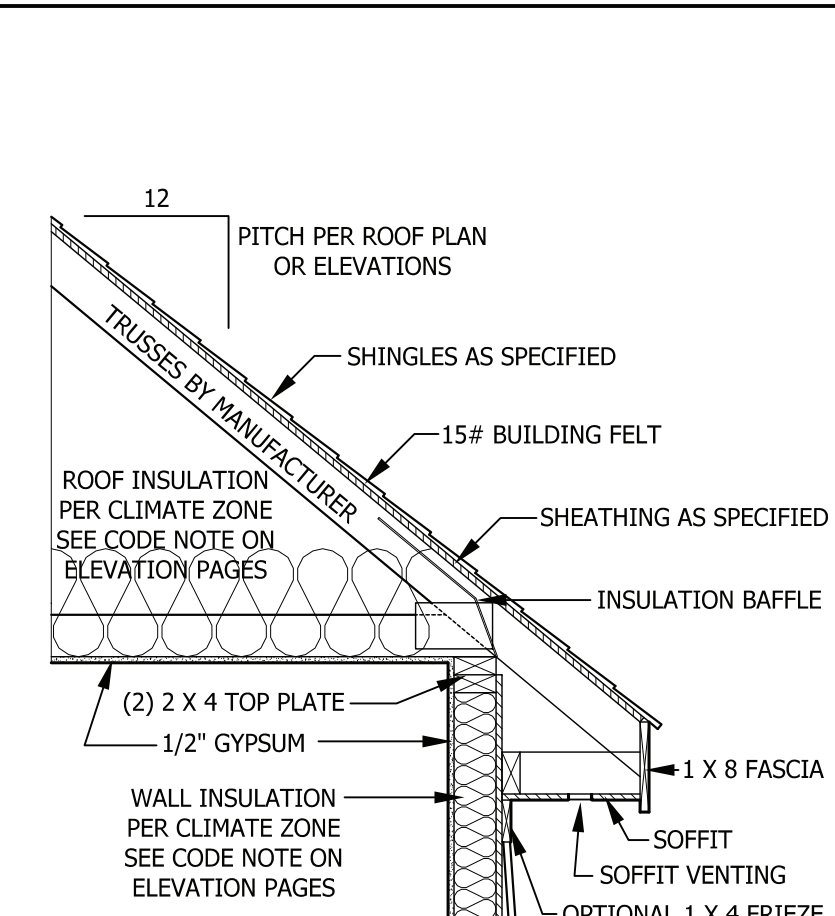 12
PITCH PER ROOF PLAN
OR ELEVATIONS
TRUSSES BY MANUFACTURER
SHINGLES AS SPECIFIED
15# BUILDING FELT
ROOF INSULATION
PER CLIMATE ZONE
SEE CODE NOTE ON
ELEVATION PAGES
SHEATHING AS SPECIFIED
INSULATION BAFFLE
(2) 2 X 4 TOP PLATE
1/2" GYPSUM
1 X 8 FASCIA
WALL INSULATION
PER CLIMATE ZONE
SEE CODE NOTE ON
ELEVATION PAGES
SOFFIT
SOFFIT VENTING
OPTIONAL 1 X 4 FRIEZE